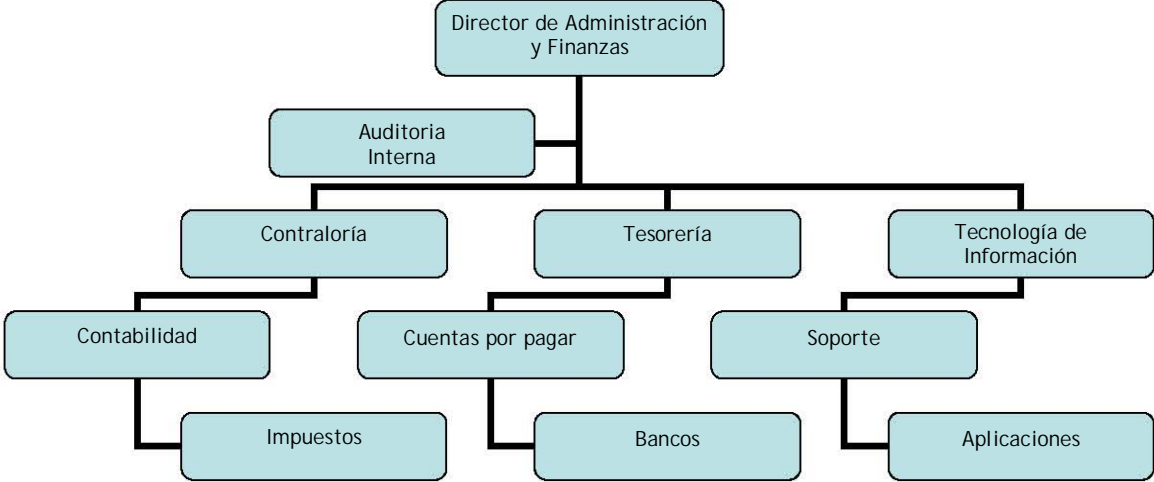 Director de Administración
y Finanzas
Auditoria
Interna
Contraloría
Tesorería
Tecnología de
Información
Contabilidad
Cuentas por pagar
Soporte
Impuestos
Bancos
Aplicaciones